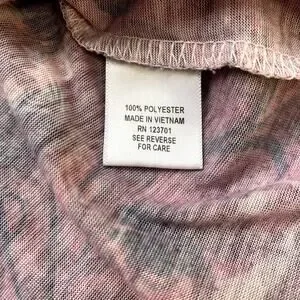 100% POLYESTER
MADE IN VIETNAM
RN 123701
SEE REVERSE
FOR CARE